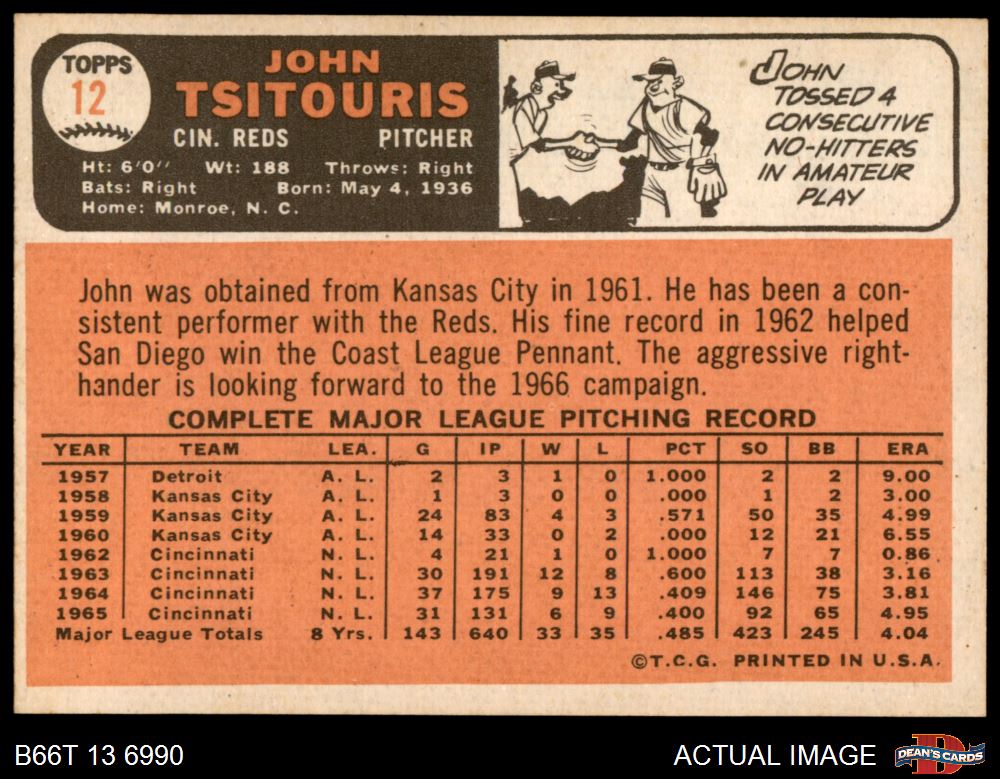 TOPPS
12
JOHN
TSITOURIS
CIN. REDS PITCHER
Ht: 6'0" Wt: 188 Throws: Right
Bats: Right Born: May 4, 1936
Home: Monroe, N. C.
JOHN
TOSSED 4
CONSECUTIVE
NO-HITTERS
IN AMATEUR
PLAY
John was obtained from Kansas City in 1961. He has been a con-
sistent performer with the Reds. His fine record in 1962 helped
San Diego win the Coast League Pennant. The aggressive right-
hander is looking forward to the 1966 campaign.
COMPLETE MAJOR LEAGUE PITCHING RECORD
YEAR TEAM LEA. G IP W L PCT SO BB ERA
1957 Detroit A. L. 2 3 1 0 1.000 2 2 9.00
1958 Kansas City A. L. 1 3 0 0 .000 1 2 3.00
1959 Kansas City A. L. 24 83 4 3 .571 50 35 4.99
1960 Kansas City A. L. 14 33 0 2 .000 12 21 6.55
1962 Cincinnati N. L. 4 21 1 0 1.000 7 7 0.86
1963 Cincinnati N. L. 30 191 12 8 .600 113 38 3.16
1964 Cincinnati N. L. 37 175 9 13 .409 146 75 3.81
1965 Cincinnati N. L. 31 131 6 9 .400 92 65 4.95
Major League Totals 8 Yrs. 143 640 33 35 .485 423 245 4.04
©T.C.G. PRINTED IN U.S.A.
B66T 13 6990 ACTUAL IMAGE DEAN'S CARDS